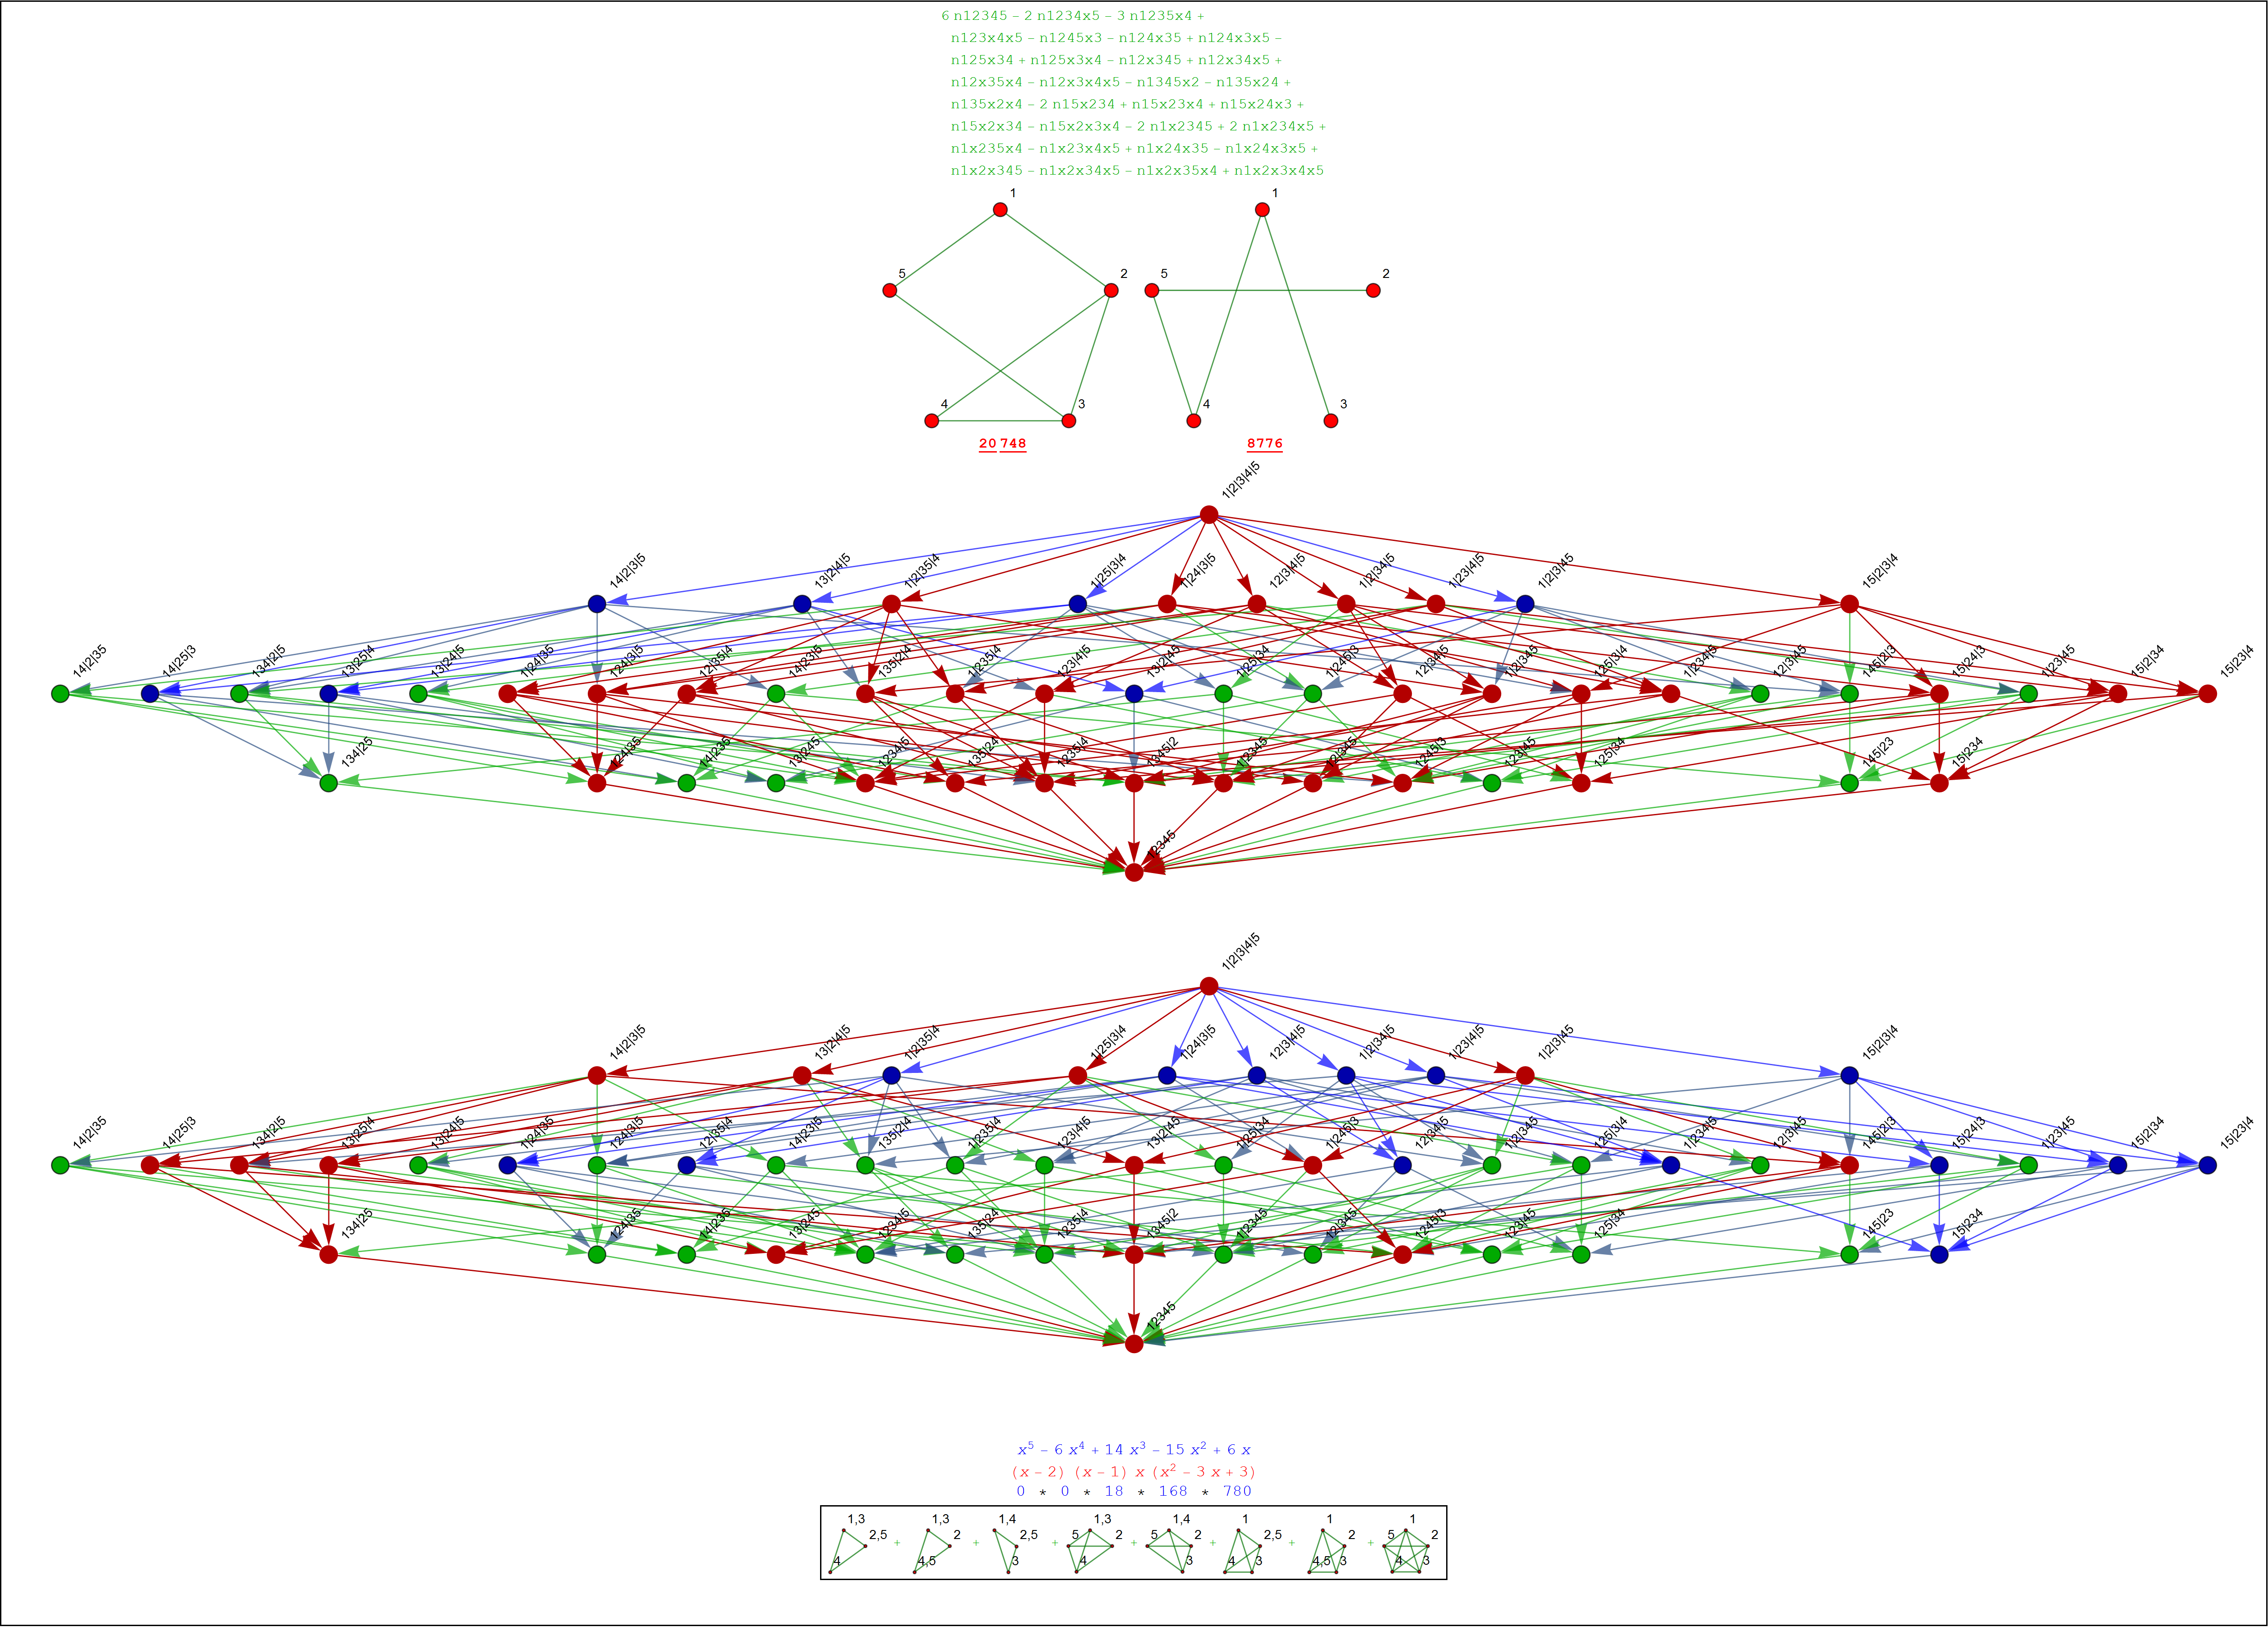 6 n12345 – 2 n1234x5 – 3 n1235x4 +
n123x4x5 – n1245x3 – n124x35 + n124x3x5 –
n125x34 + n125x3x4 – n12x345 + n12x34x5 +
n12x35x4 – n12x3x4x5 – n1345x2 – n135x24 +
n135x2x4 – 2 n15x234 + n15x23x4 + n15x24x3 +
n15x2x34 – n15x2x3x4 – 2 n1x2345 + 2 n1x234x5 +
n1x235x4 – n1x23x4x5 + n1x24x35 – n1x24x3x5 +
n1x2x345 – n1x2x34x5 – n1x2x35x4 + n1x2x3x4x5
1 1
5 2 5 2
4 3 4 3
20 748 8776
1|2|3|4|5
14|2|3|5 13|2|4|5 1|2|35|4 1|25|3|4 1|24|3|5 12|3|4|5 1|2|34|5 1|23|4|5 1|2|3|45 15|2|3|4
14|2|35 14|25|3 134|2|5 13|25|4 13|24|5 1|24|35 124|3|5 12|35|4 14|23|5 135|2|4 1|235|4 123|4|5 13|2|45 1|25|34 1|245|3 12|34|5 1|2|345 125|3|4 1|234|5 12|3|45 145|2|3 15|24|3 1|23|45 15|2|34 15|23|4
134|25 124|35 14|235 13|245 1234|5 135|24 1235|4 1345|2 1|2345 12|345 1245|3 123|45 125|34 145|23 15|234
12345
1|2|3|4|5
14|2|3|5 13|2|4|5 1|2|35|4 1|25|3|4 1|24|3|5 12|3|4|5 1|2|34|5 1|23|4|5 1|2|3|45 15|2|3|4
14|2|35 14|25|3 134|2|5 13|25|4 13|24|5 1|24|35 124|3|5 12|35|4 14|23|5 135|2|4 1|235|4 123|4|5 13|2|45 1|25|34 1|245|3 12|34|5 1|2|345 125|3|4 1|234|5 12|3|45 145|2|3 15|24|3 1|23|45 15|2|34 15|23|4
134|25 124|35 14|235 13|245 1234|5 135|24 1235|4 1345|2 1|2345 12|345 1245|3 123|45 125|34 145|23 15|234
12345
x⁵ – 6 x⁴ + 14 x³ – 15 x² + 6 x
(x – 2) (x – 1) x (x² – 3 x + 3)
0 * 0 * 18 * 168 * 780
1,3 1,3 1,4 1,3 1,4 1 1 1
2,5 + 2 + 2,5 + 5 2 + 5 2 + 2,5 + 2 + 5 2
4 4,5 3 4 3 4 3 4,5 3 4 3